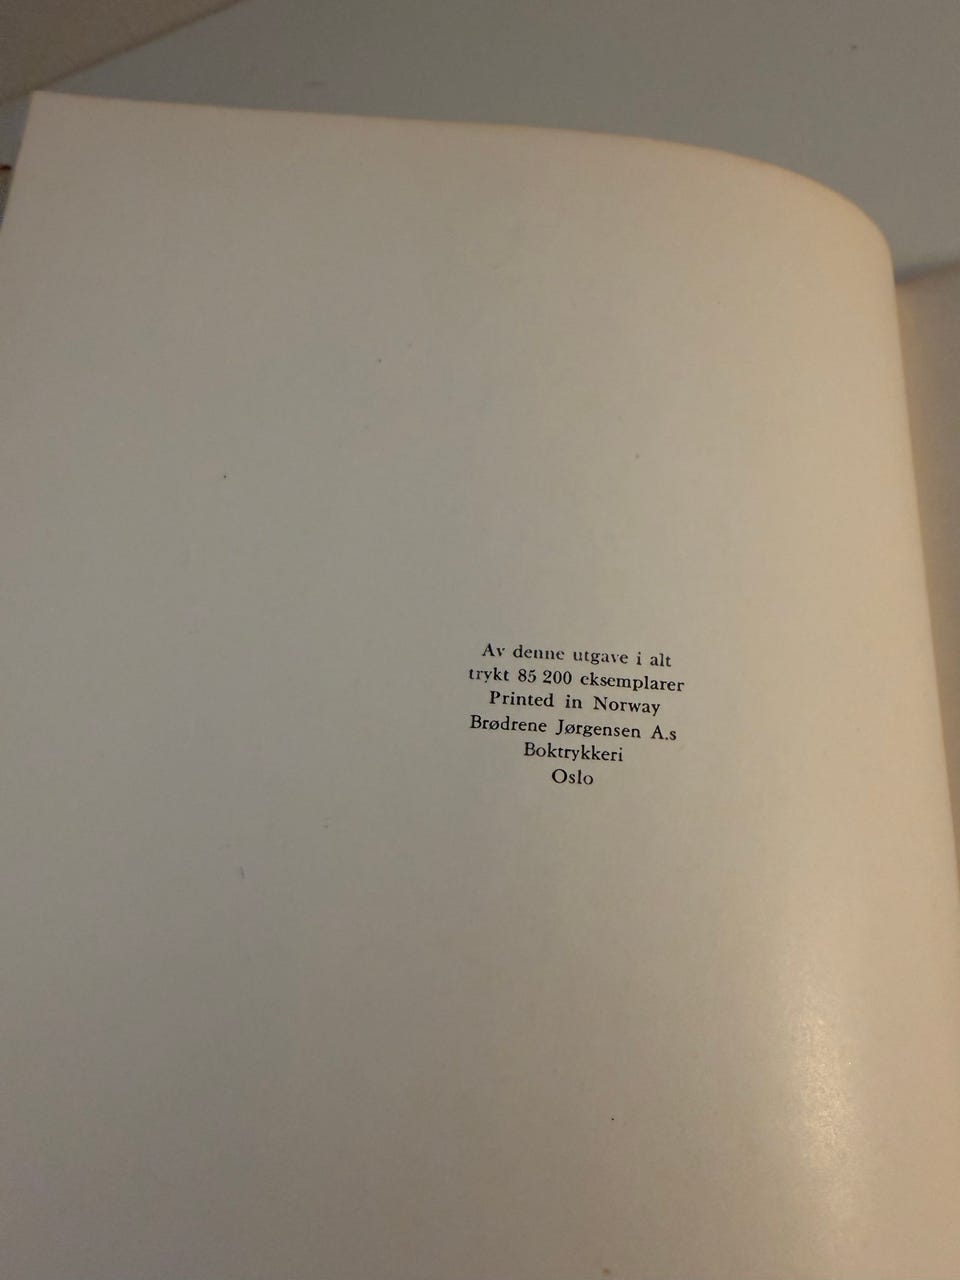 Av denne utgave i alt
trykt 85 200 eksemplarer
Printed in Norway
Brødrene Jørgensen A.s
Boktrykkeri
Oslo